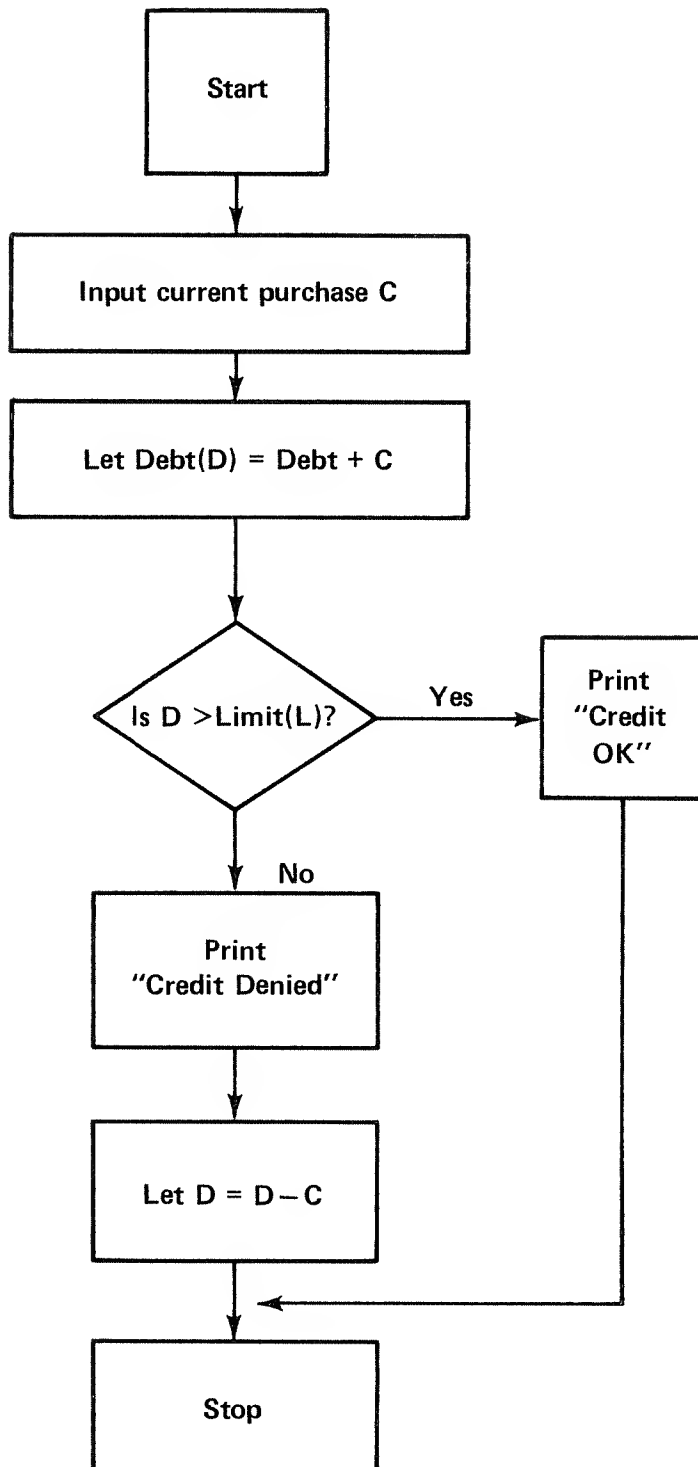 Start
Input current purchase C
Let Debt(D) = Debt + C
Is D >Limit(L)?
Yes
Print
“Credit
OK”
No
Print
“Credit Denied”
Let D = D – C
Stop